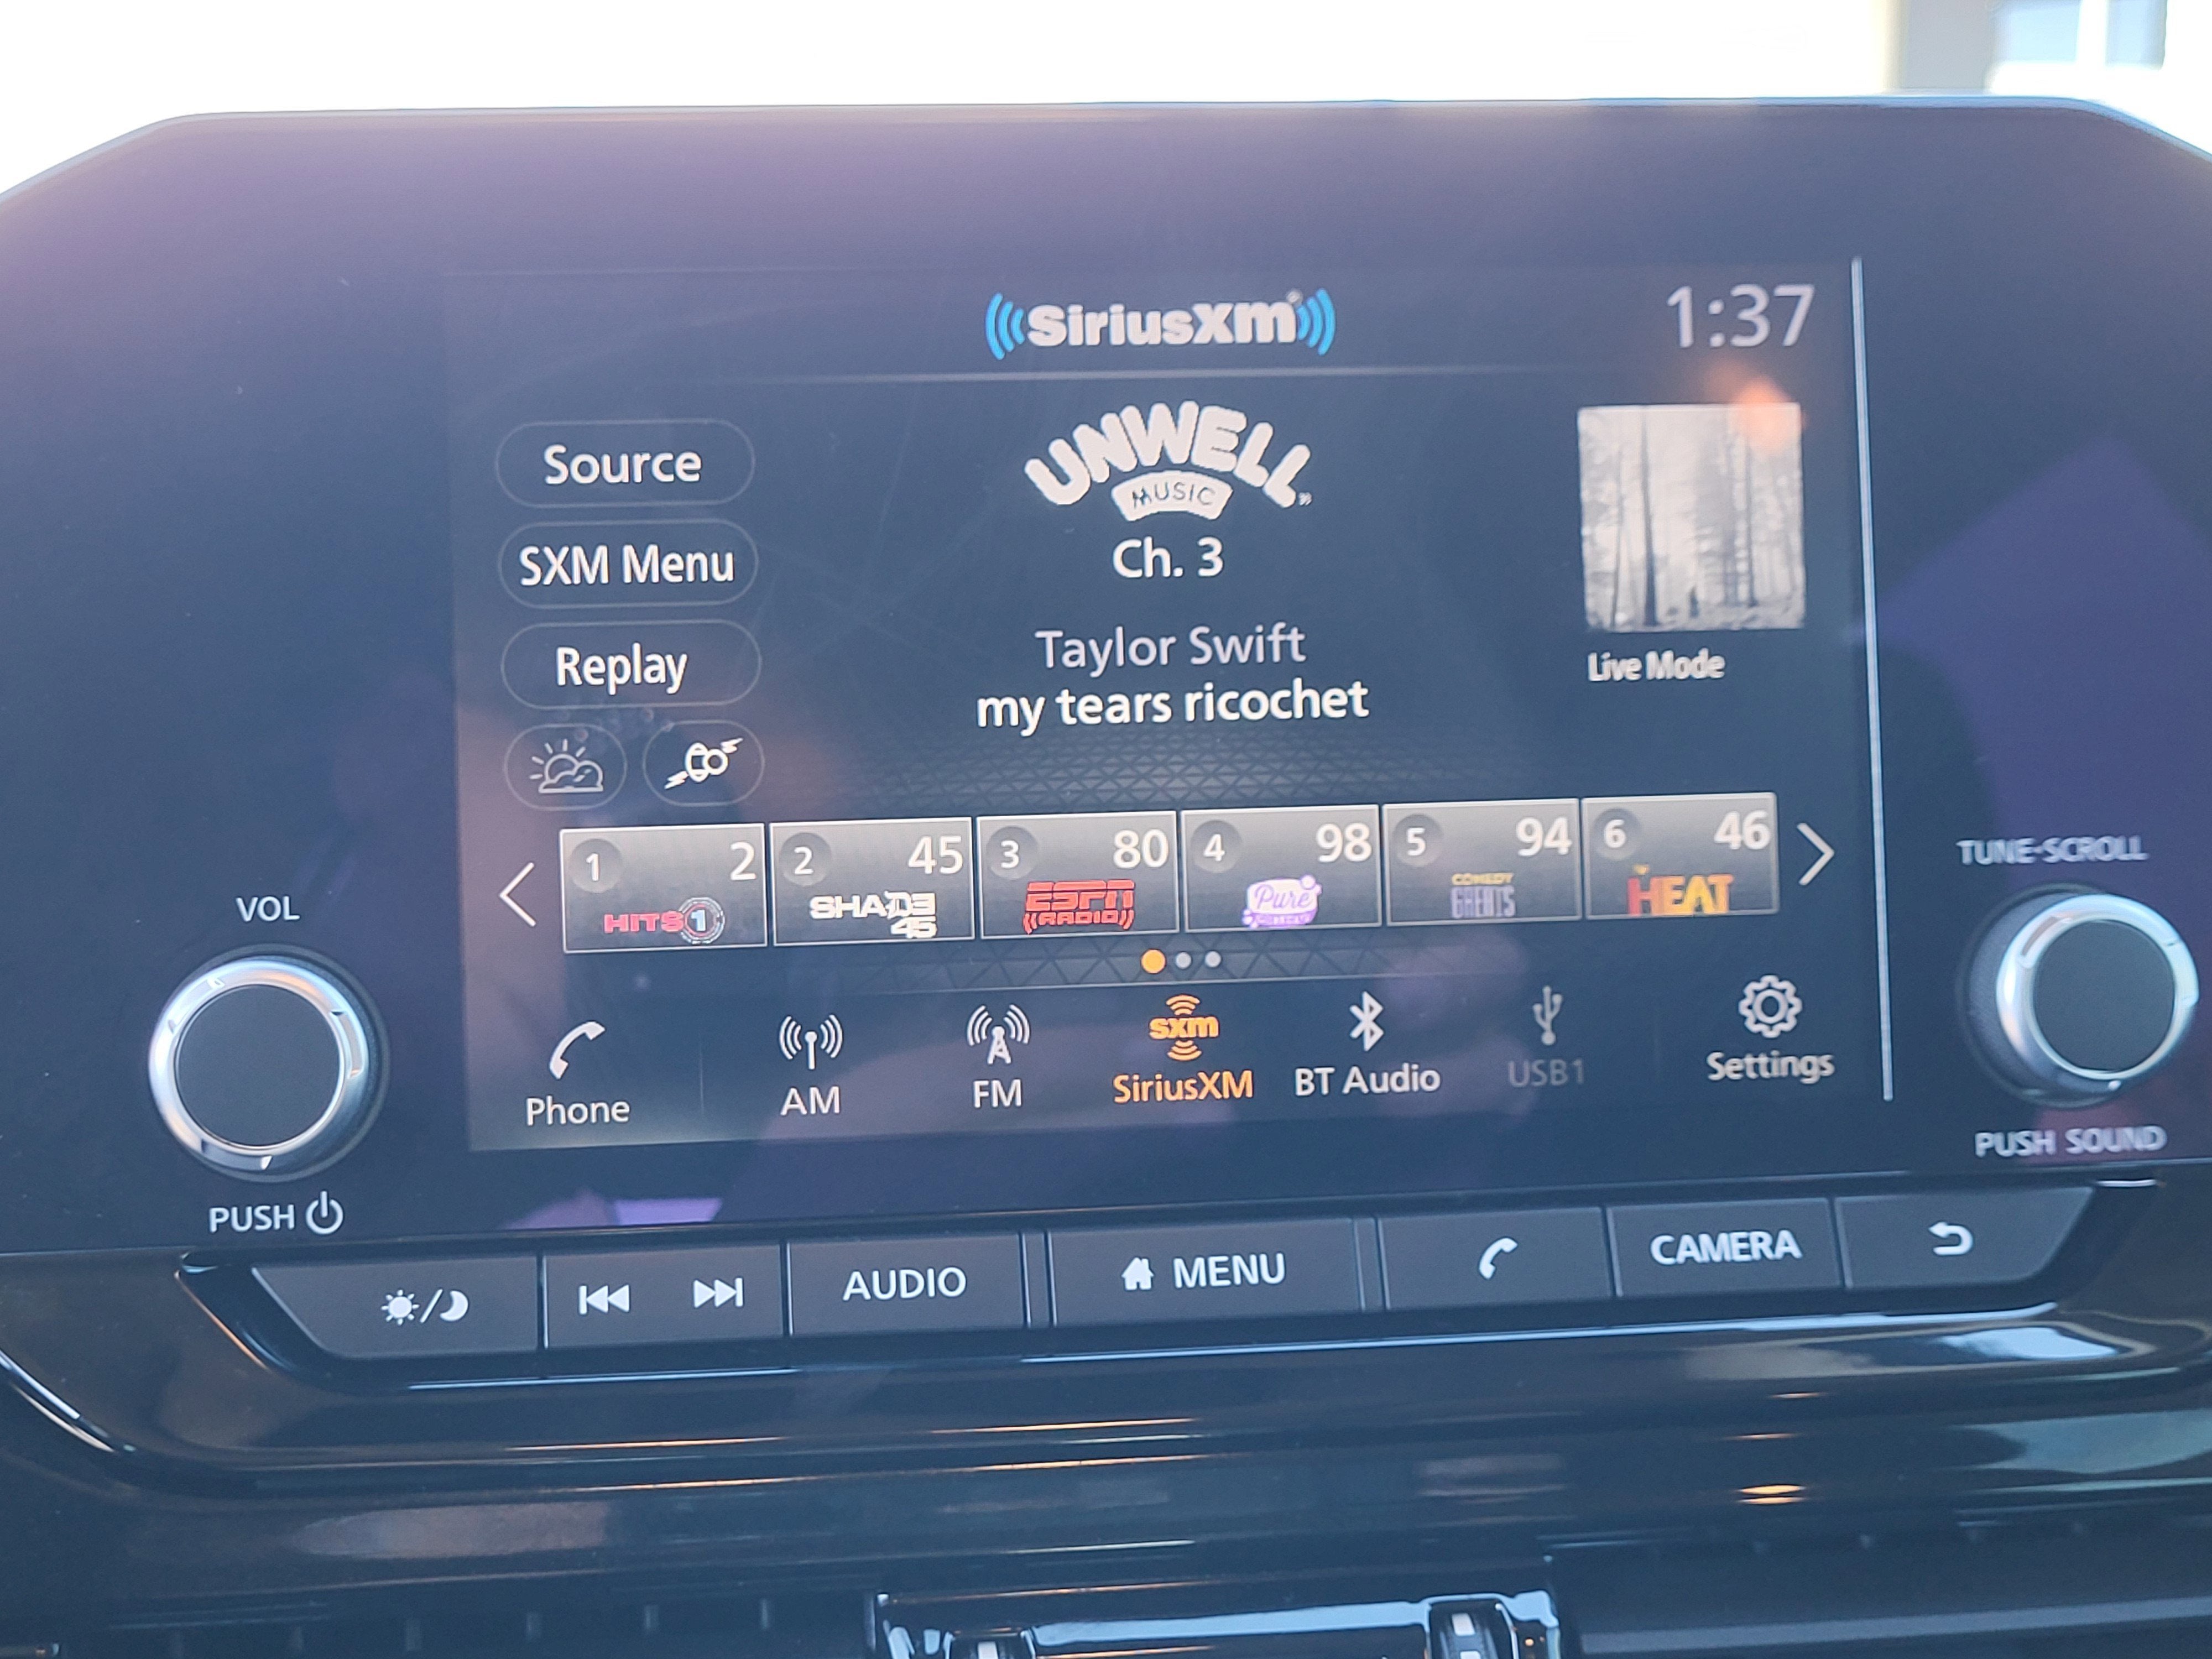 SiriusXM
1:37
Source
SXM Menu
Replay
UNWELL
MUSIC
Ch. 3
Taylor Swift
my tears ricochet
Live Mode
1 2
HITS 1
2 45
SHADE 45
3 80
ESPN
RADIO
4 98
Pure
5 94
COMEDY
GREATS
6 46
HEAT
Phone
AM
FM
sxm
SiriusXM
BT Audio
USB1
Settings
VOL
PUSH
TUNE·SCROLL
PUSH SOUND
AUDIO
MENU
CAMERA